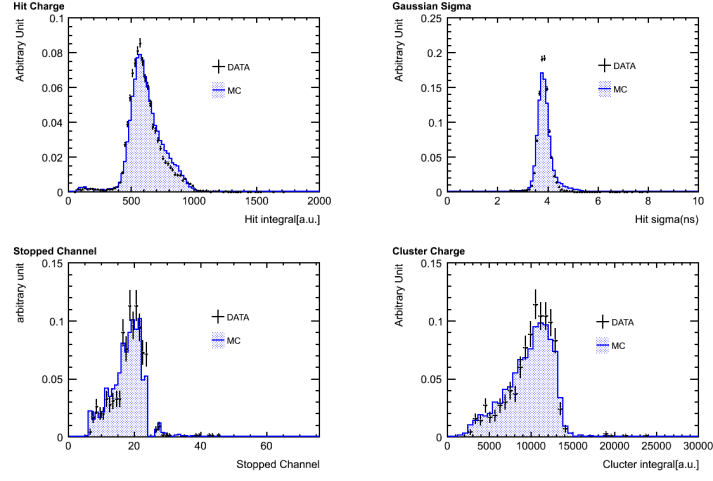 Hit Charge
Arbitrary Unit
0.1
0.08
0.06
0.04
0.02
0
0 500 1000 1500 2000
Hit integral[a.u.]
DATA
MC
Gaussian Sigma
Arbitrary Unit
0.25
0.2
0.15
0.1
0.05
0
0 2 4 6 8 10
Hit sigma(ns)
DATA
MC
Stopped Channel
arbitrary Unit
0.15
0.1
0.05
0
0 20 40 60
Stopped Channel
DATA
MC
Cluster Charge
Arbitrary Unit
0.15
0.1
0.05
0
0 5000 10000 15000 20000 25000 30000
Clucter integral[a.u.]
DATA
MC